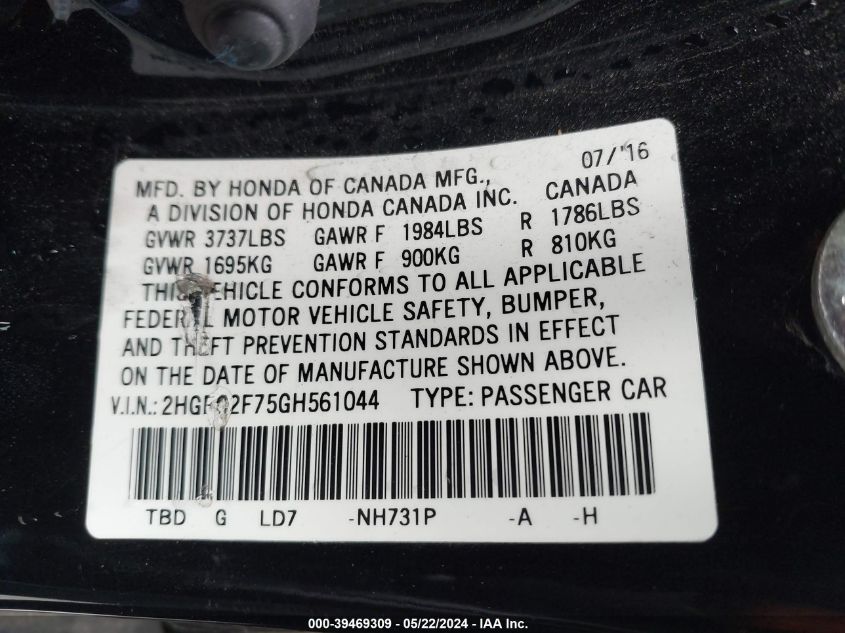 07/'16
MFD. BY HONDA OF CANADA MFG.,
A DIVISION OF HONDA CANADA INC. CANADA
GVWR 3737LBS GAWR F 1984LBS R 1786LBS
GVWR 1695KG GAWR F 900KG R 810KG
VEHICLE CONFORMS TO ALL APPLICABLE
MOTOR VEHICLE SAFETY, BUMPER,
AND PREVENTION STANDARDS IN EFFECT
ON THE DATE OF MANUFACTURE SHOWN ABOVE.
V.I.N.: TYPE: PASSENGER CAR
TBD G LD7 -NH731P -A -H
000-39469309 - 05/22/2024 - IAA Inc.